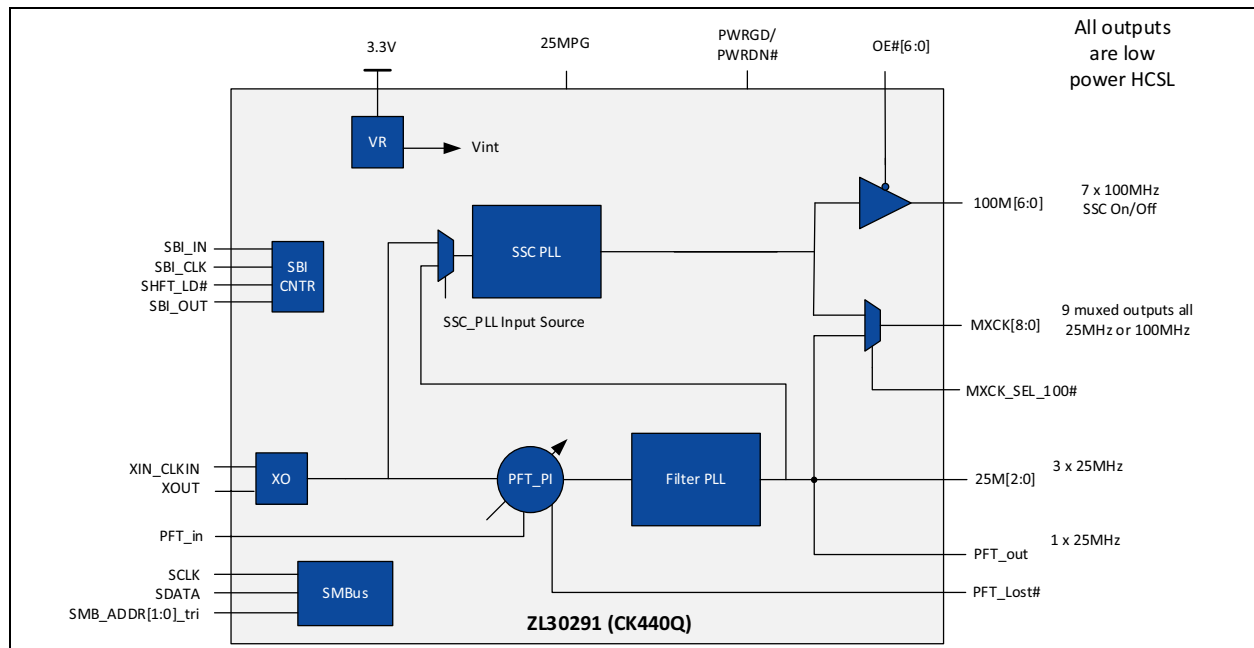 3.3V
25MPG
PWRGD/
PWRDN#
OE#[6:0]
All outputs
are low
power HCSL
VR
Vint
100M[6:0]
7 x 100MHz
SSC On/Off
SSC PLL
SBI_IN
SBI_CLK
SHFT_LD#
SBI_OUT
SBI
CNTR
SSC_PLL Input Source
MXCK[8:0]
9 muxed outputs all
25MHz or 100MHz
MXCK_SEL_100#
XIN_CLKIN
XOUT
XO
PFT_PI
Filter PLL
25M[2:0]
3 x 25MHz
PFT_in
PFT_out
1 x 25MHz
SCLK
SDATA
SMB_ADDR[1:0]_tri
SMBus
PFT_Lost#
ZL30291 (CK440Q)